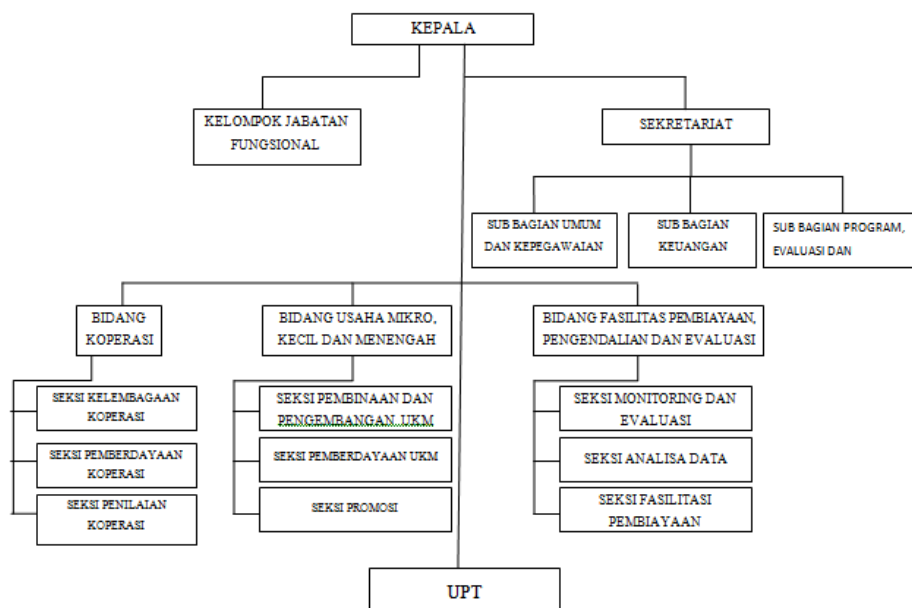 KEPALA
KELOMPOK JABATAN
FUNGSIONAL
SEKRETARIAT
SUB BAGIAN UMUM
DAN KEPEGAWAIAN
SUB BAGIAN
KEUANGAN
SUB BAGIAN PROGRAM,
EVALUASI DAN
BIDANG
KOPERASI
BIDANG USAHA MIKRO,
KECIL DAN MENENGAH
BIDANG FASILITAS PEMBIAYAAN,
PENGENDALIAN DAN EVALUASI
SEKSI KELEMBAGAAN
KOPERASI
SEKSI PEMBERDAYAAN
KOPERASI
SEKSI PENILAIAN
KOPERASI
SEKSI PEMBINAAN DAN
PENGEMBANGAN UKM
SEKSI PEMBERDAYAAN UKM
SEKSI PROMOSI
SEKSI MONITORING DAN
EVALUASI
SEKSI ANALISA DATA
SEKSI FASILITASI
PEMBIAYAAN
UPT